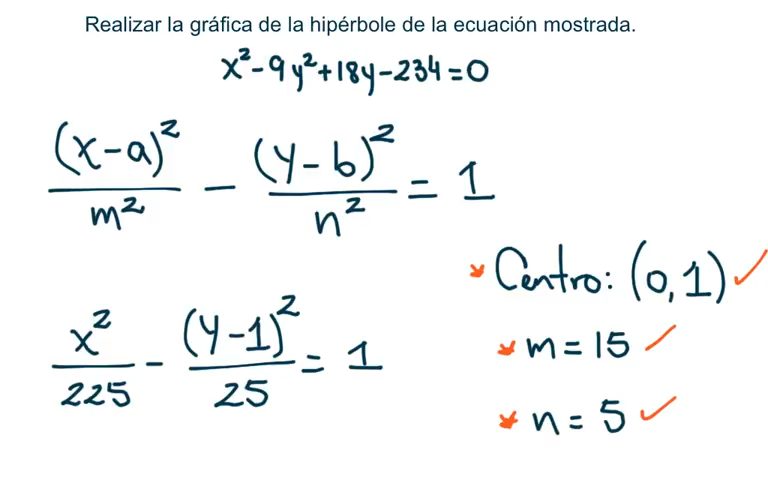 Realizar la gráfica de la hipérbole de la ecuación mostrada.
x²-9y²+18y-234=0
(x-a)²/m² - (y-b)²/n² = 1
* Centro: (0,1) ✓
x²/225 - (y-1)²/25 = 1
* m=15 ✓
* n=5 ✓